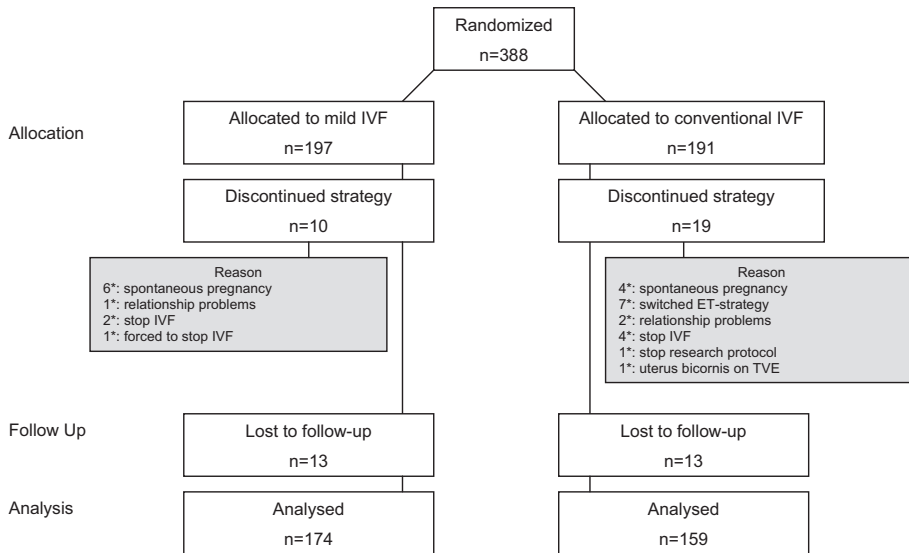 Randomized
n=388
Allocation
Allocated to mild IVF
n=197
Allocated to conventional IVF
n=191
Discontinued strategy
n=10
Discontinued strategy
n=19
Reason
6*: spontaneous pregnancy
1*: relationship problems
2*: stop IVF
1*: forced to stop IVF
Reason
4*: spontaneous pregnancy
7*: switched ET-strategy
2*: relationship problems
4*: stop IVF
1*: stop research protocol
1*: uterus bicornis on TVE
Follow Up
Lost to follow-up
n=13
Lost to follow-up
n=13
Analysis
Analysed
n=174
Analysed
n=159